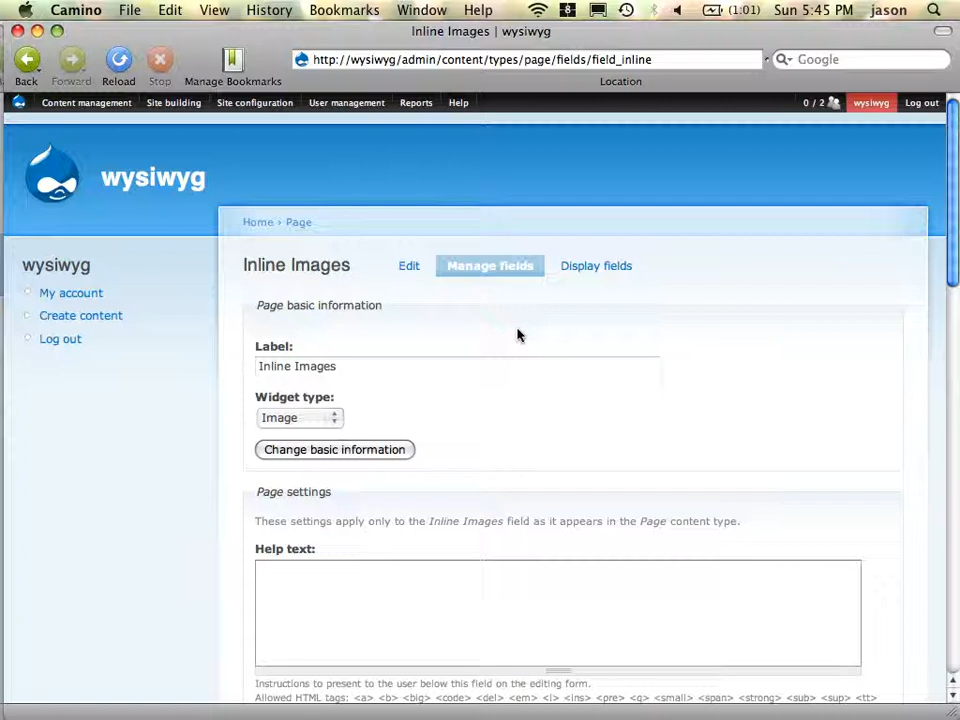 Camino File Edit View History Bookmarks Window Help (1:01) Sun 5:45 PM jason
Inline Images | wysiwyg
http://wysiwyg/admin/content/types/page/fields/field_inline Google
Back Forward Reload Stop Manage Bookmarks Location
Content management Site building Site configuration User management Reports Help 0 / 2 wysiwyg Log out
wysiwyg
Home › Page
wysiwyg
Inline Images Edit Manage fields Display fields
My account
Create content
Log out
Page basic information
Label:
Inline Images
Widget type:
Image
Change basic information
Page settings
These settings apply only to the Inline Images field as it appears in the Page content type.
Help text:
Instructions to present to the user below this field on the editing form.
Allowed HTML tags: <a> <b> <big> <code> <del> <em> <i> <ins> <pre> <q> <small> <span> <strong> <sub> <sup> <tt>